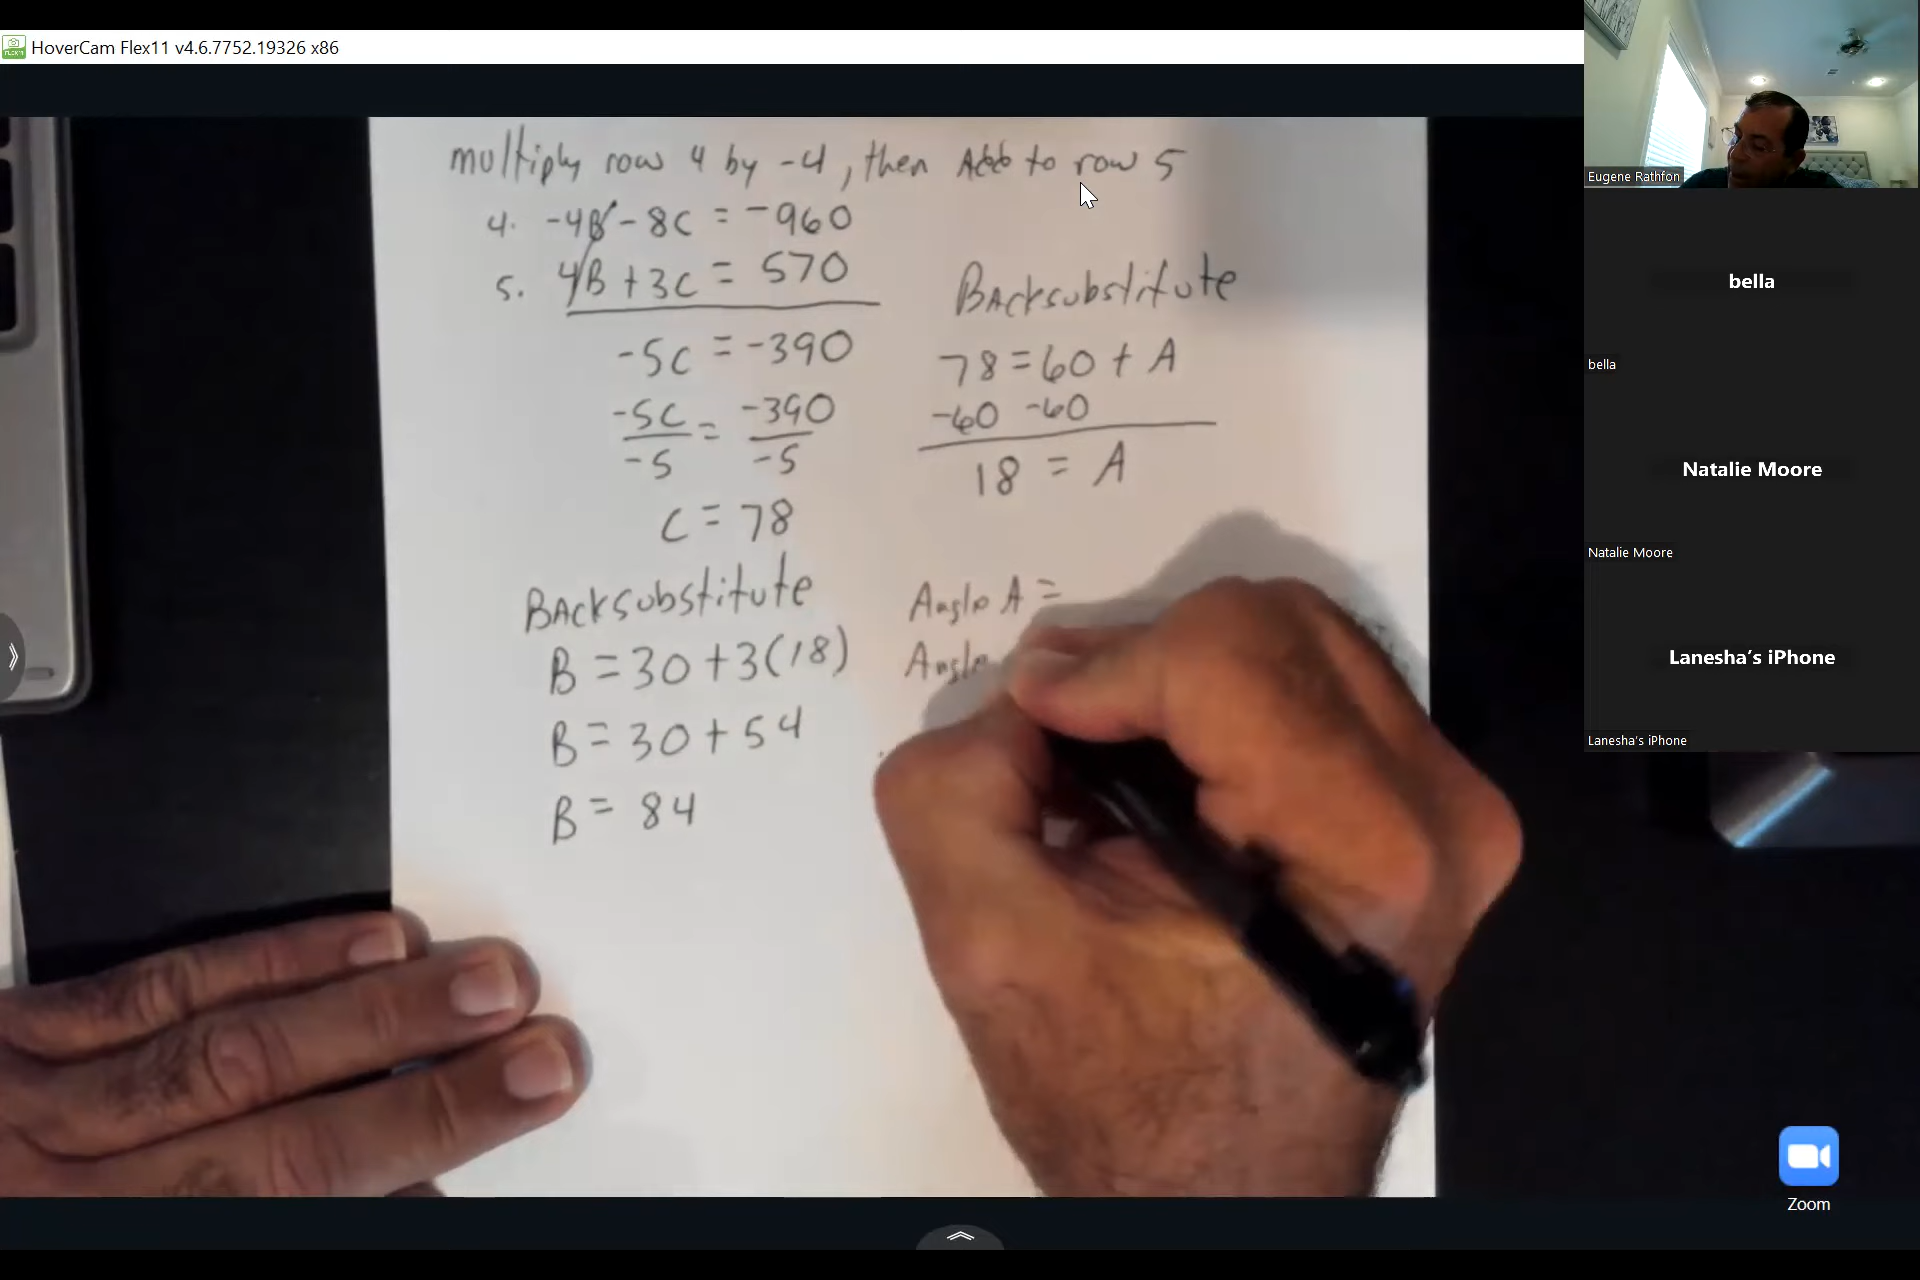 HoverCam Flex11 v4.6.7752.19326 x86
multiply row 4 by -4, then Add to row 5
4. -4B - 8C = -960
5. 4B + 3C = 570
-5C = -390
-5C = -390
-5 -5
C = 78
Backsubstitute
B = 30 + 3(18)
B = 30 + 54
B = 84
Backsubstitute
78 = 60 + A
-60 -60
18 = A
Angle A =
Angle
Eugene Rathfon
bella
bella
Natalie Moore
Natalie Moore
Lanesha’s iPhone
Lanesha's iPhone
Zoom